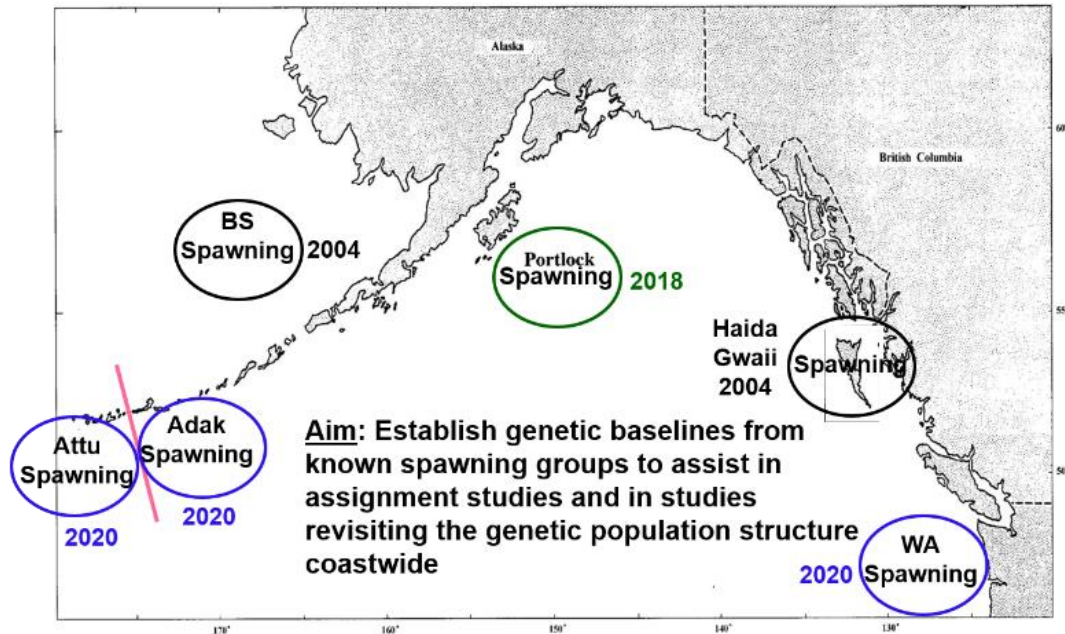 Alaska
60
British Columbia
BS
Spawning 2004
Portlock
Spawning
2018
55
Haida
Gwaii
2004
Spawning
Attu
Spawning
2020
Adak
Spawning
2020
Aim: Establish genetic baselines from
known spawning groups to assist in
assignment studies and in studies
revisiting the genetic population structure
coastwide
50
WA
Spawning
2020
170°
160°
150°
140°
130°